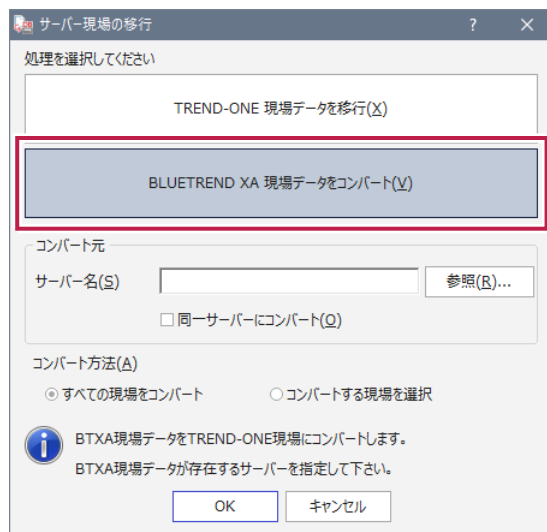 サーバー現場の移行
処理を選択してください
TREND-ONE 現場データを移行(X)
BLUETREND XA 現場データをコンバート(V)
コンバート元
サーバー名(S)
参照(R)...
同一サーバーにコンバート(O)
コンバート方法(A)
すべての現場をコンバート コンバートする現場を選択
BTXA現場データをTREND-ONE現場にコンバートします。
BTXA現場データが存在するサーバーを指定して下さい。
OK キャンセル